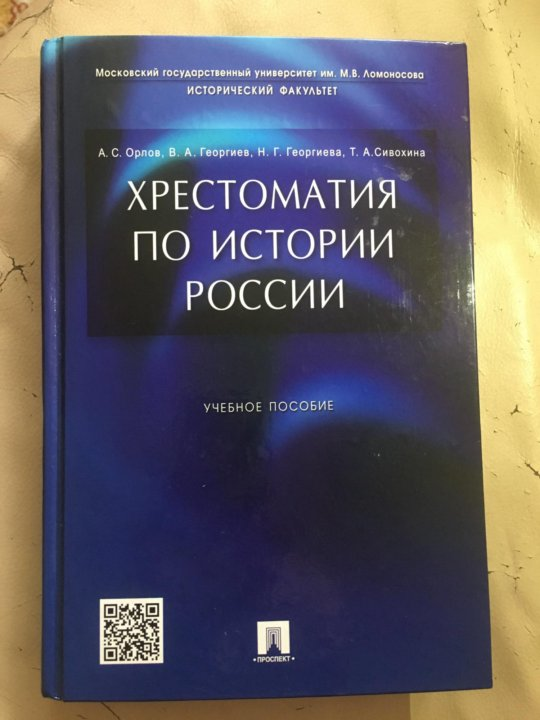 Московский государственный университет им. М.В. Ломоносова
ИСТОРИЧЕСКИЙ ФАКУЛЬТЕТ
А. С. Орлов, В. А. Георгиев, Н. Г. Георгиева, Т. А.Сивохина
ХРЕСТОМАТИЯ
ПО ИСТОРИИ
РОССИИ
УЧЕБНОЕ ПОСОБИЕ
• ПРОСПЕКТ •